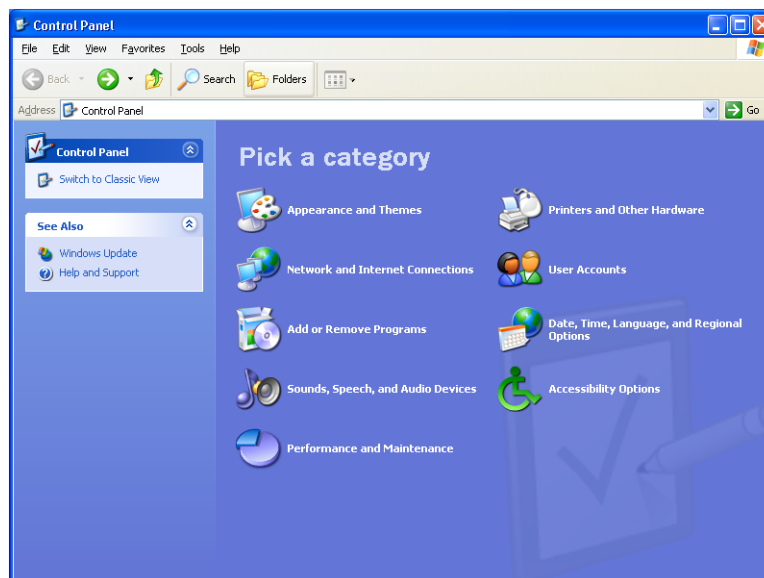 Control Panel
File Edit View Favorites Tools Help
Back Search Folders
Address Control Panel Go
Control Panel
Switch to Classic View
See Also
Windows Update
Help and Support
Pick a category
Appearance and Themes
Printers and Other Hardware
Network and Internet Connections
User Accounts
Add or Remove Programs
Date, Time, Language, and Regional
Options
Sounds, Speech, and Audio Devices
Accessibility Options
Performance and Maintenance